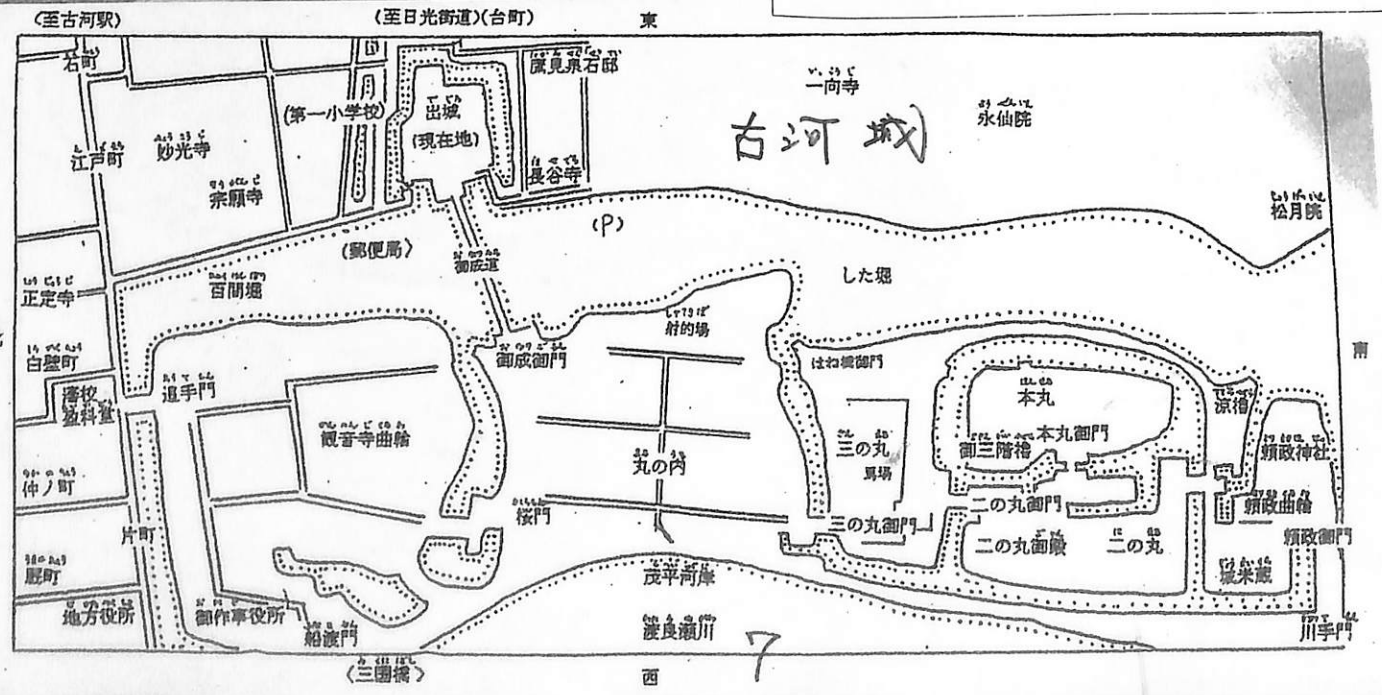 (至古河駅)
(至日光街道)(台町)
東
石町
鷹見泉石邸
一向寺
永仙院
古河城
(第一小学校)
出城
(現在地)
江戸町
妙光寺
宗願寺
長谷寺
松月院
(P)
(郵便局)
御成道
した堀
正定寺
百間堀
射的場
南
白壁町
御成御門
はね橋御門
追手門
藩校
盈科堂
本丸
涼櫓
観音寺曲輪
三の丸
馬場
御三階櫓
本丸御門
頼政神社
丸の内
仲ノ町
桜門
三の丸御門
二の丸御門
頼政曲輪
片町
二の丸御殿
二の丸
頼政御門
厩町
茂平河岸
城米蔵
地方役所
御作事役所
船渡門
渡良瀬川
川手門
7
(三国橋)
西